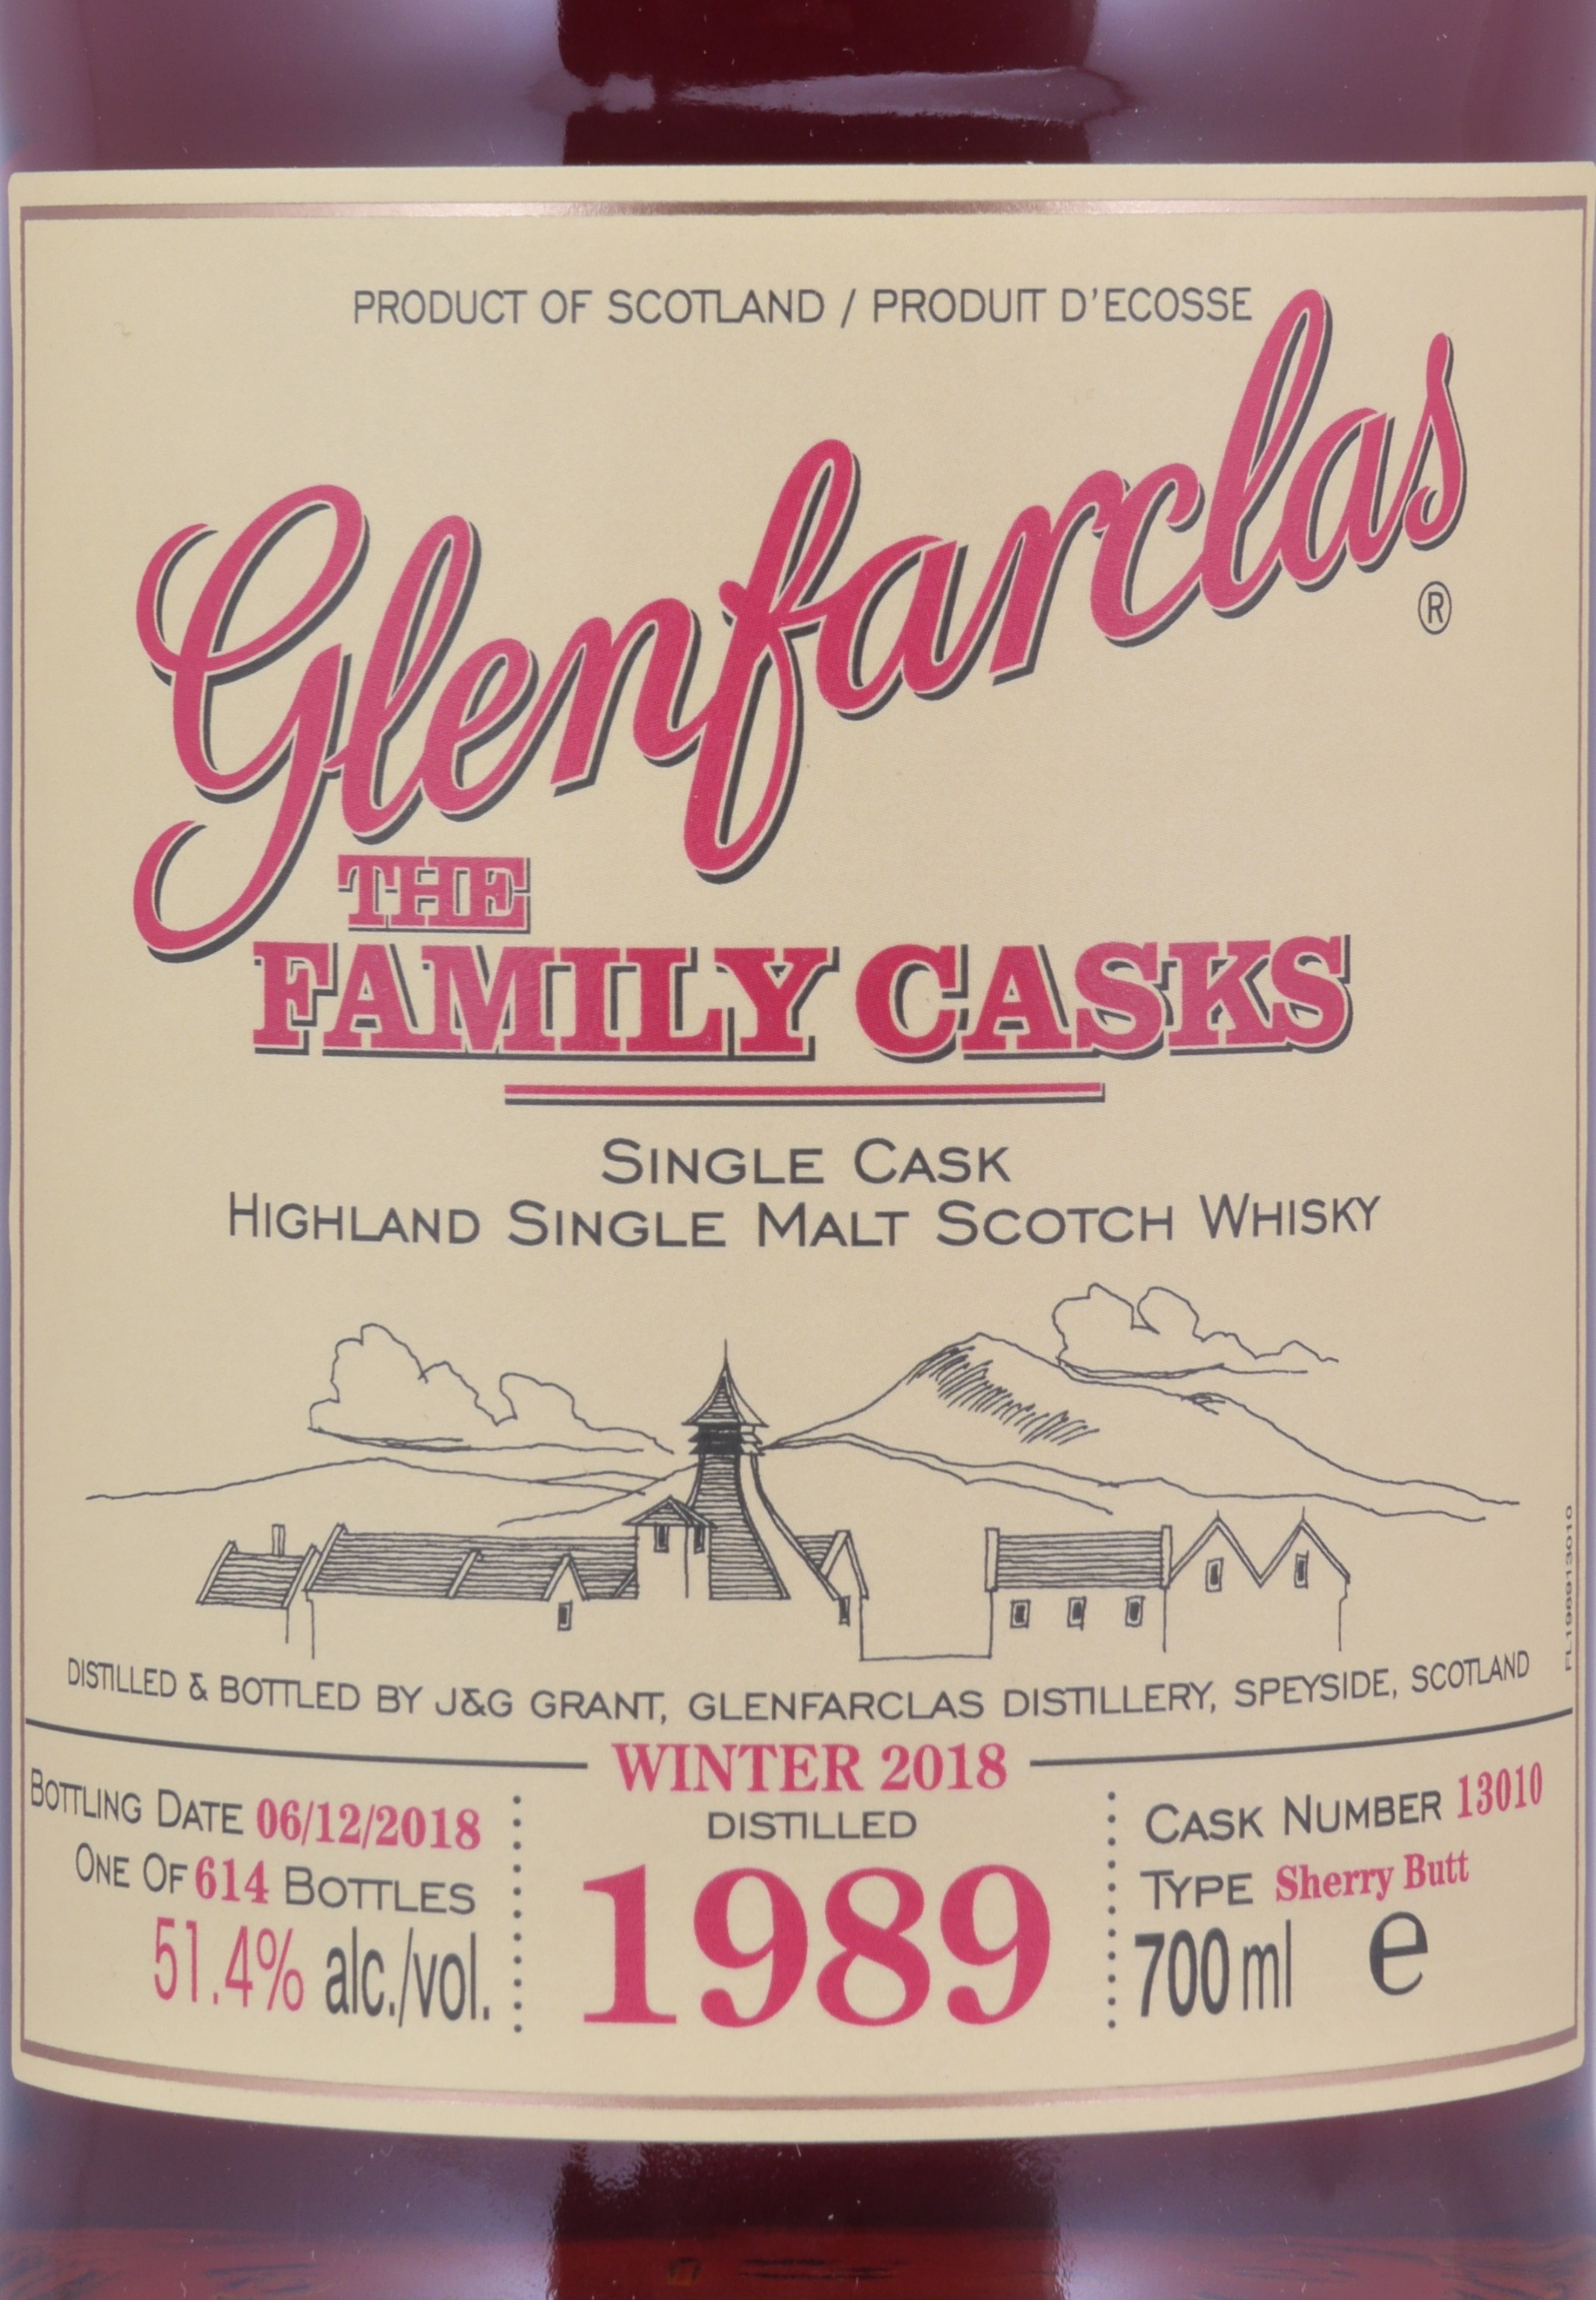 PRODUCT OF SCOTLAND / PRODUIT D'ECOSSE
Glenfarclas
®
THE
FAMILY CASKS
SINGLE CASK
HIGHLAND SINGLE MALT SCOTCH WHISKY
FL198913010
DISTILLED & BOTTLED BY J&G GRANT, GLENFARCLAS DISTILLERY, SPEYSIDE, SCOTLAND
WINTER 2018
BOTTLING DATE 06/12/2018
ONE OF 614 BOTTLES
51.4% alc./vol.
DISTILLED
1989
CASK NUMBER 13010
TYPE Sherry Butt
700ml e